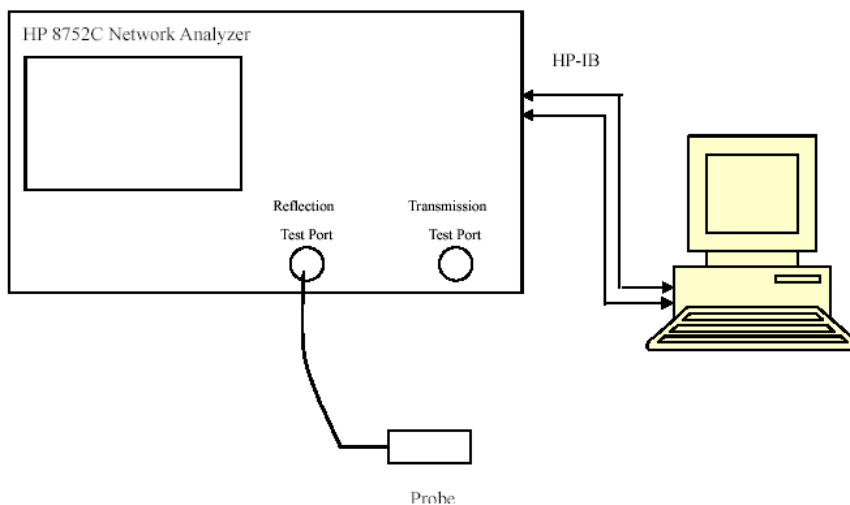 HP 8752C Network Analyzer
HP-IB
Reflection
Test Port
Transmission
Test Port
Probe